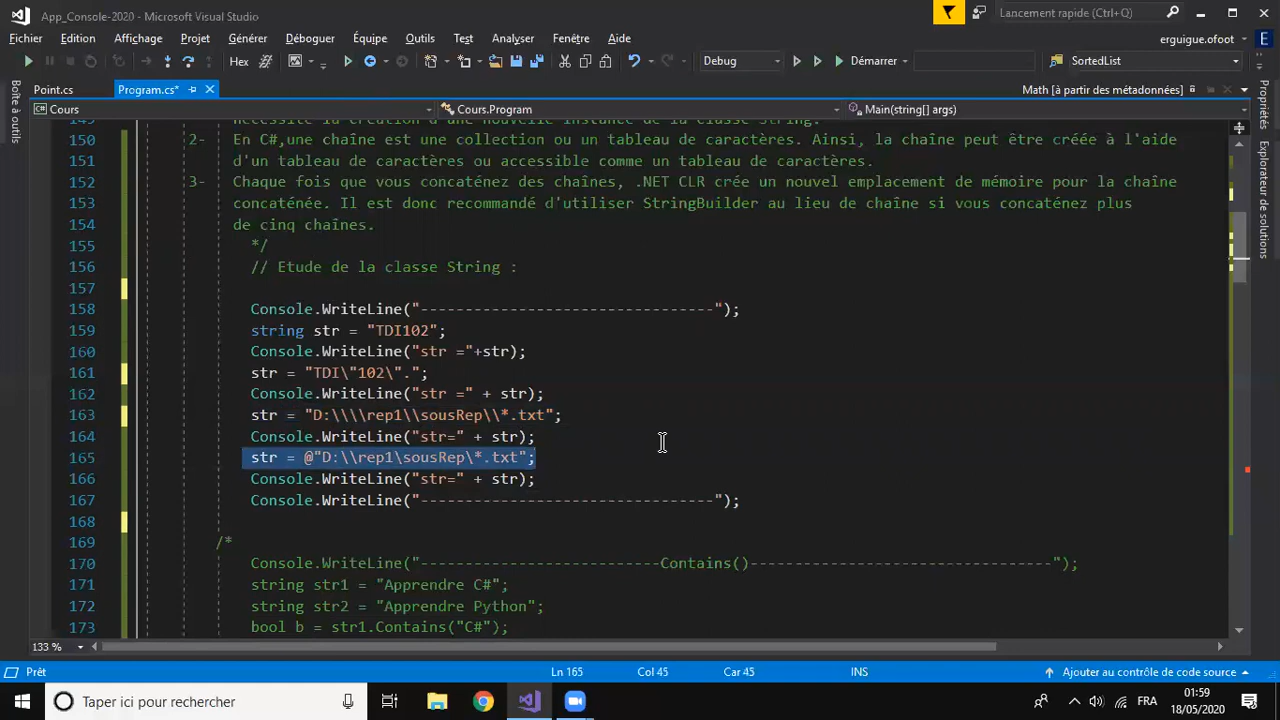 App_Console-2020 - Microsoft Visual Studio
Lancement rapide (Ctrl+Q)
Fichier Edition Affichage Projet Générer Déboguer Équipe Outils Test Analyser Fenêtre Aide
erguigue.ofoot E
Hex Debug Démarrer SortedList
Point.cs Program.cs*
Math [à partir des métadonnées]
Boîte à outils
Propriétés
Explorateur de solutions
Cours Cours.Program Main(string[] args)
149 Nécessite la création d'une nouvelle instance de la classe String.
150 2- En C#,une chaîne est une collection ou un tableau de caractères. Ainsi, la chaîne peut être créée à l'aide
151 d'un tableau de caractères ou accessible comme un tableau de caractères.
152 3- Chaque fois que vous concaténez des chaînes, .NET CLR crée un nouvel emplacement de mémoire pour la chaîne
153 concaténée. Il est donc recommandé d'utiliser StringBuilder au lieu de chaîne si vous concaténez plus
154 de cinq chaînes.
155 */
156 // Etude de la classe String :
157
158 Console.WriteLine("---------------------------------");
159 string str = "TDI102";
160 Console.WriteLine("str ="+str);
161 str = "TDI\"102\".";
162 Console.WriteLine("str =" + str);
163 str = "D:\\\\rep1\\sousRep\\*.txt";
164 Console.WriteLine("str=" + str);
165 str = @"D:\\rep1\sousRep\*.txt";
166 Console.WriteLine("str=" + str);
167 Console.WriteLine("---------------------------------");
168
169 /*
170 Console.WriteLine("---------------------------Contains()----------------------------------");
171 string str1 = "Apprendre C#";
172 string str2 = "Apprendre Python";
173 bool b = str1.Contains("C#");
133 %
Prêt Ln 165 Col 45 Car 45 INS Ajouter au contrôle de code source
Taper ici pour rechercher
FRA
01:59
18/05/2020